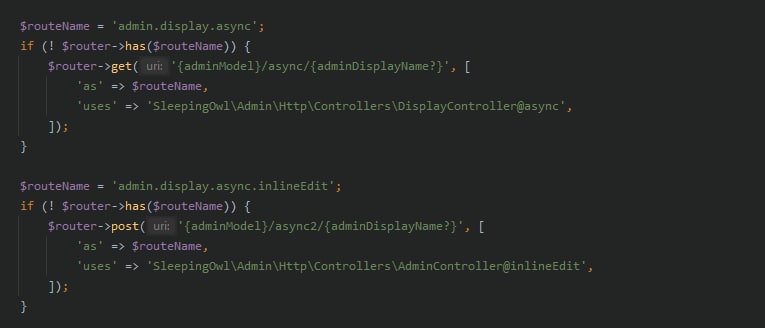 $routeName = 'admin.display.async';
if (! $router->has($routeName)) {
    $router->get( uri: '{adminModel}/async/{adminDisplayName?}', [
        'as' => $routeName,
        'uses' => 'SleepingOwl\Admin\Http\Controllers\DisplayController@async',
    ]);
}

$routeName = 'admin.display.async.inlineEdit';
if (! $router->has($routeName)) {
    $router->post( uri: '{adminModel}/async2/{adminDisplayName?}', [
        'as' => $routeName,
        'uses' => 'SleepingOwl\Admin\Http\Controllers\AdminController@inlineEdit',
    ]);
}